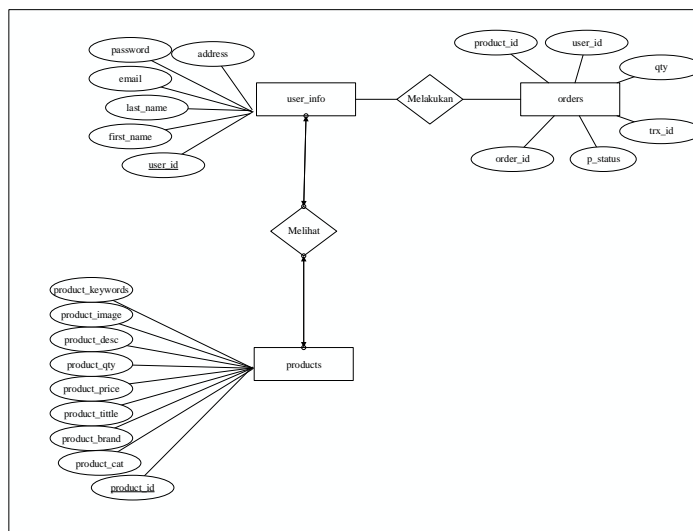 password
address
email
last_name
first_name
user_id
user_info
Melakukan
product_id
user_id
qty
orders
trx_id
order_id
p_status
Melihat
product_keywords
product_image
product_desc
product_qty
product_price
product_tittle
product_brand
product_cat
product_id
products